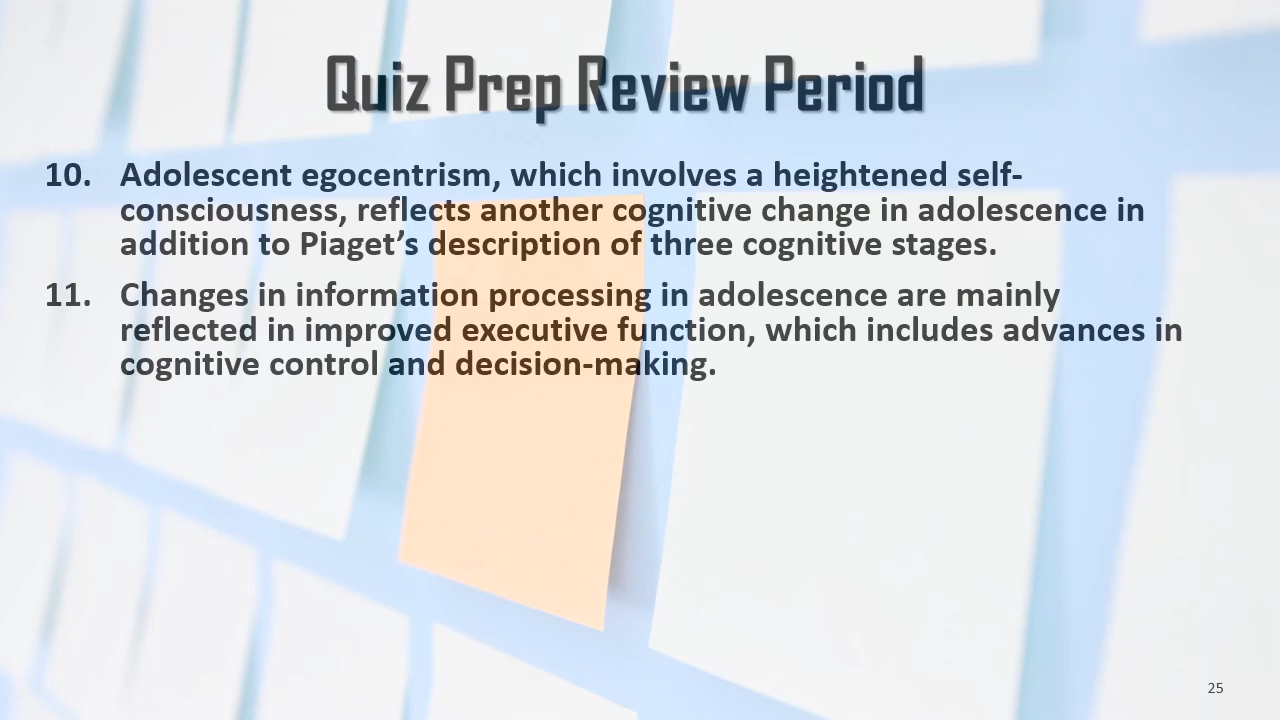 Quiz Prep Review Period
10. Adolescent egocentrism, which involves a heightened self-
consciousness, reflects another cognitive change in adolescence in
addition to Piaget’s description of three cognitive stages.
11. Changes in information processing in adolescence are mainly
reflected in improved executive function, which includes advances in
cognitive control and decision-making.
25